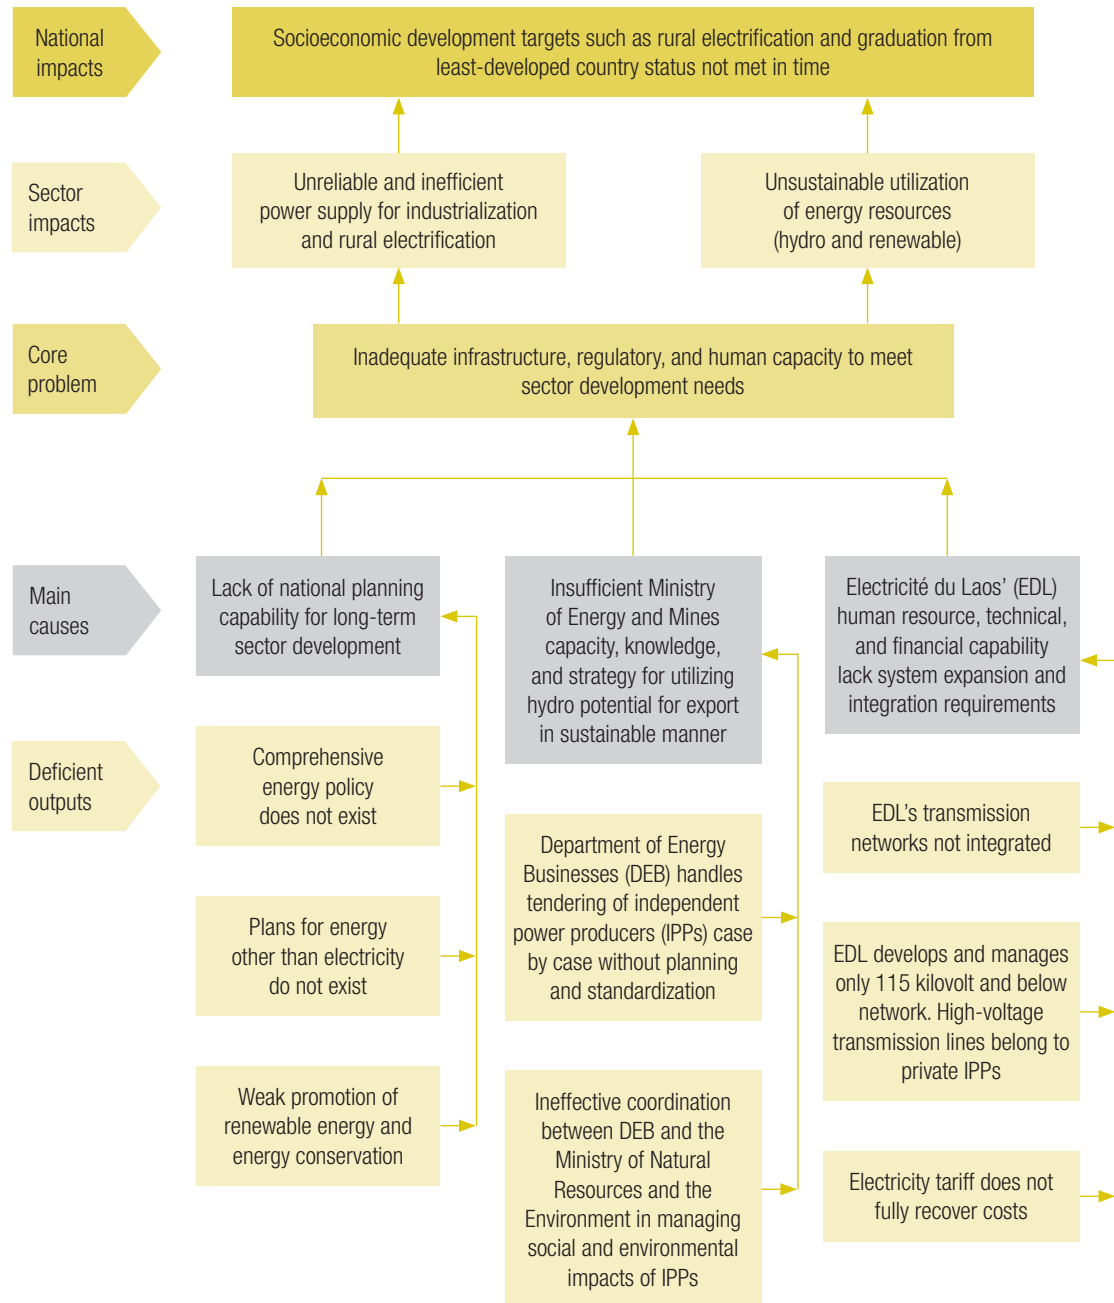 National
impacts
Socioeconomic development targets such as rural electrification and graduation from
least-developed country status not met in time
Sector
impacts
Unreliable and inefficient
power supply for industrialization
and rural electrification
Unsustainable utilization
of energy resources
(hydro and renewable)
Core
problem
Inadequate infrastructure, regulatory, and human capacity to meet
sector development needs
Main
causes
Lack of national planning
capability for long-term
sector development
Insufficient Ministry
of Energy and Mines
capacity, knowledge,
and strategy for utilizing
hydro potential for export
in sustainable manner
Electricité du Laos’ (EDL)
human resource, technical,
and financial capability
lack system expansion and
integration requirements
Deficient
outputs
Comprehensive
energy policy
does not exist
Plans for energy
other than electricity
do not exist
Weak promotion of
renewable energy and
energy conservation
Department of Energy
Businesses (DEB) handles
tendering of independent
power producers (IPPs) case
by case without planning
and standardization
Ineffective coordination
between DEB and the
Ministry of Natural
Resources and the
Environment in managing
social and environmental
impacts of IPPs
EDL’s transmission
networks not integrated
EDL develops and manages
only 115 kilovolt and below
network. High-voltage
transmission lines belong to
private IPPs
Electricity tariff does not
fully recover costs